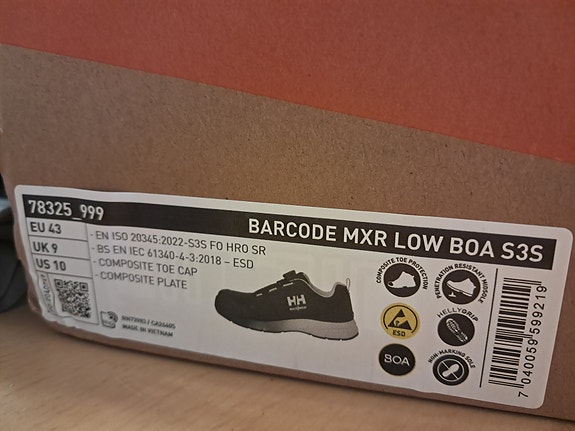 78325_999
BARCODE MXR LOW BOA S3S
EU 43
UK 9
US 10
- EN ISO 20345:2022-S3S FO HRO SR
- BS EN IEC 61340-4-3:2018 – ESD
- COMPOSITE TOE CAP
- COMPOSITE PLATE
HH
MADE IN VIETNAM
COMPOSITE TOE PROTECTION
PENETRATION RESISTANT MIDSOLE
ESD
HELLYGRIP
BOA
NON-MARKING SOLE
7 040059 599219